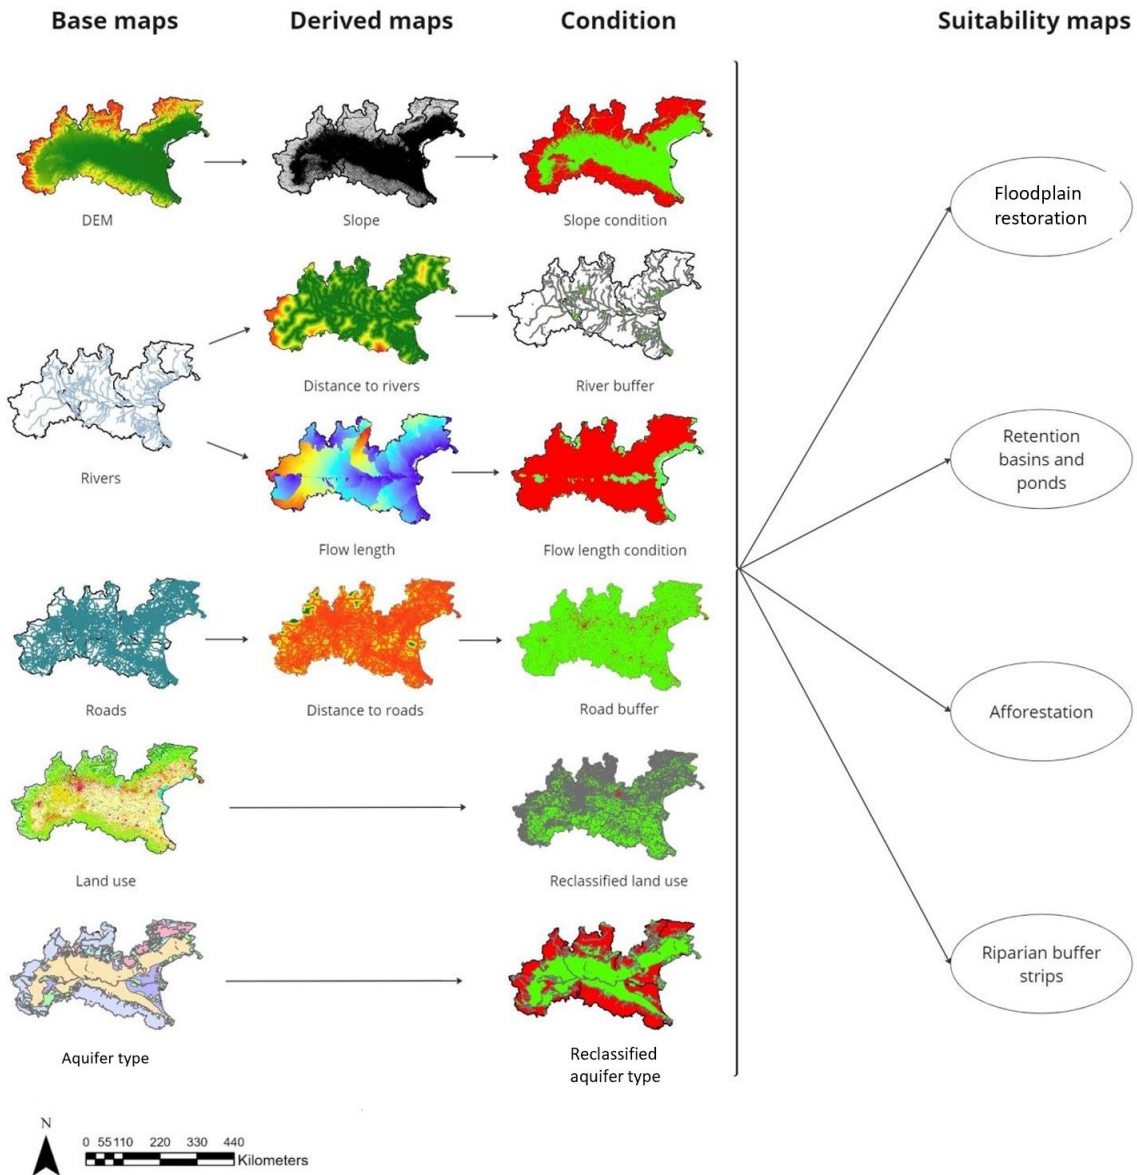 Base maps
Derived maps
Condition
Suitability maps
DEM
Slope
Slope condition
Floodplain
restoration
Distance to rivers
River buffer
Rivers
Retention
basins and
ponds
Flow length
Flow length condition
Roads
Distance to roads
Road buffer
Afforestation
Land use
Reclassified land use
Riparian buffer
strips
Aquifer type
Reclassified
aquifer type
N
0 55 110 220 330 440
Kilometers